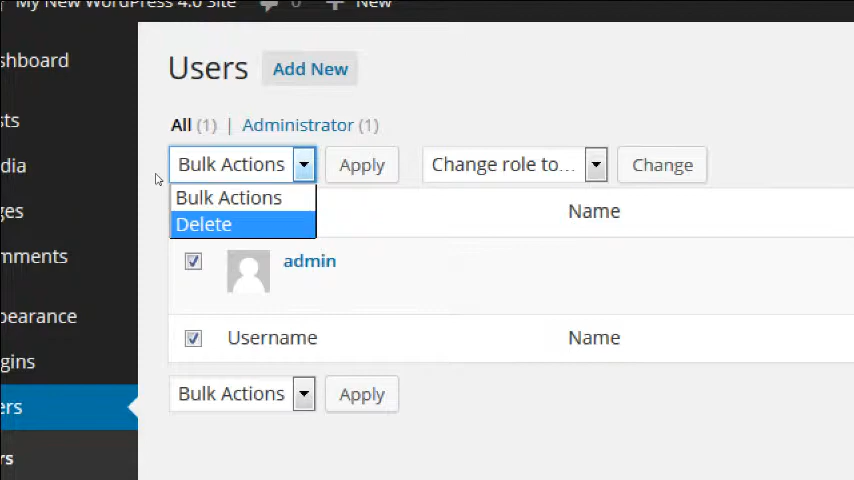 My New WordPress 4.0 Site 0 New
shboard
sts
dia
ges
mments
pearance
gins
ers
rs
Users Add New
All (1) | Administrator (1)
Bulk Actions Apply Change role to... Change
Bulk Actions
Delete
Name
admin
Username Name
Bulk Actions Apply